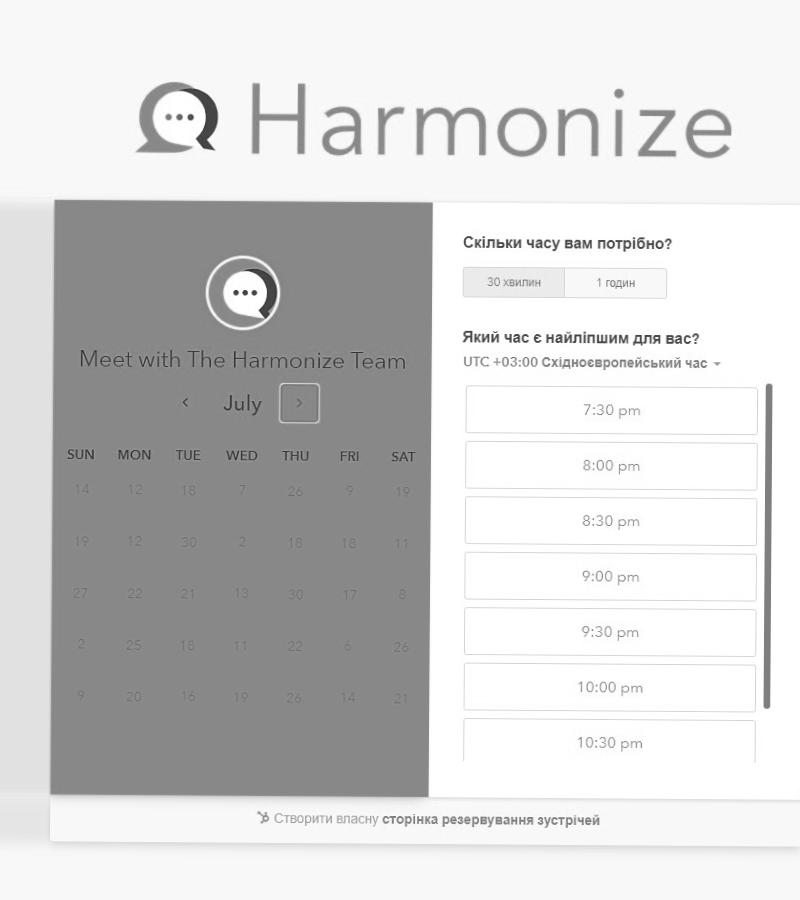 Harmonize
Meet with The Harmonize Team
July
SUN MON TUE WED THU FRI SAT
14 12 18 7 26 9 19
19 12 30 2 18 18 11
27 22 21 13 30 17 8
2 25 18 11 22 6 26
9 20 16 19 26 14 21
Скільки часу вам потрібно?
30 хвилин 1 годин
Який час є найліпшим для вас?
UTC +03:00 Східноєвропейський час
7:30 pm
8:00 pm
8:30 pm
9:00 pm
9:30 pm
10:00 pm
10:30 pm
Створити власну сторінка резервування зустрічей